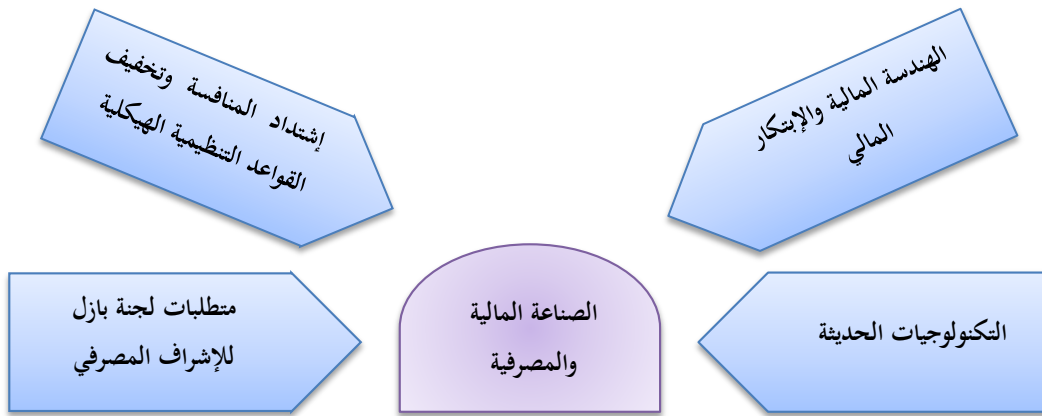 الهندسة المالية والإبتكار
المالي
إشتداد المنافسة وتخفيف
القواعد التنظيمية الهيكلية
التكنولوجيات الحديثة
الصناعة المالية
والمصرفية
متطلبات لجنة بازل
للإشراف المصرفي